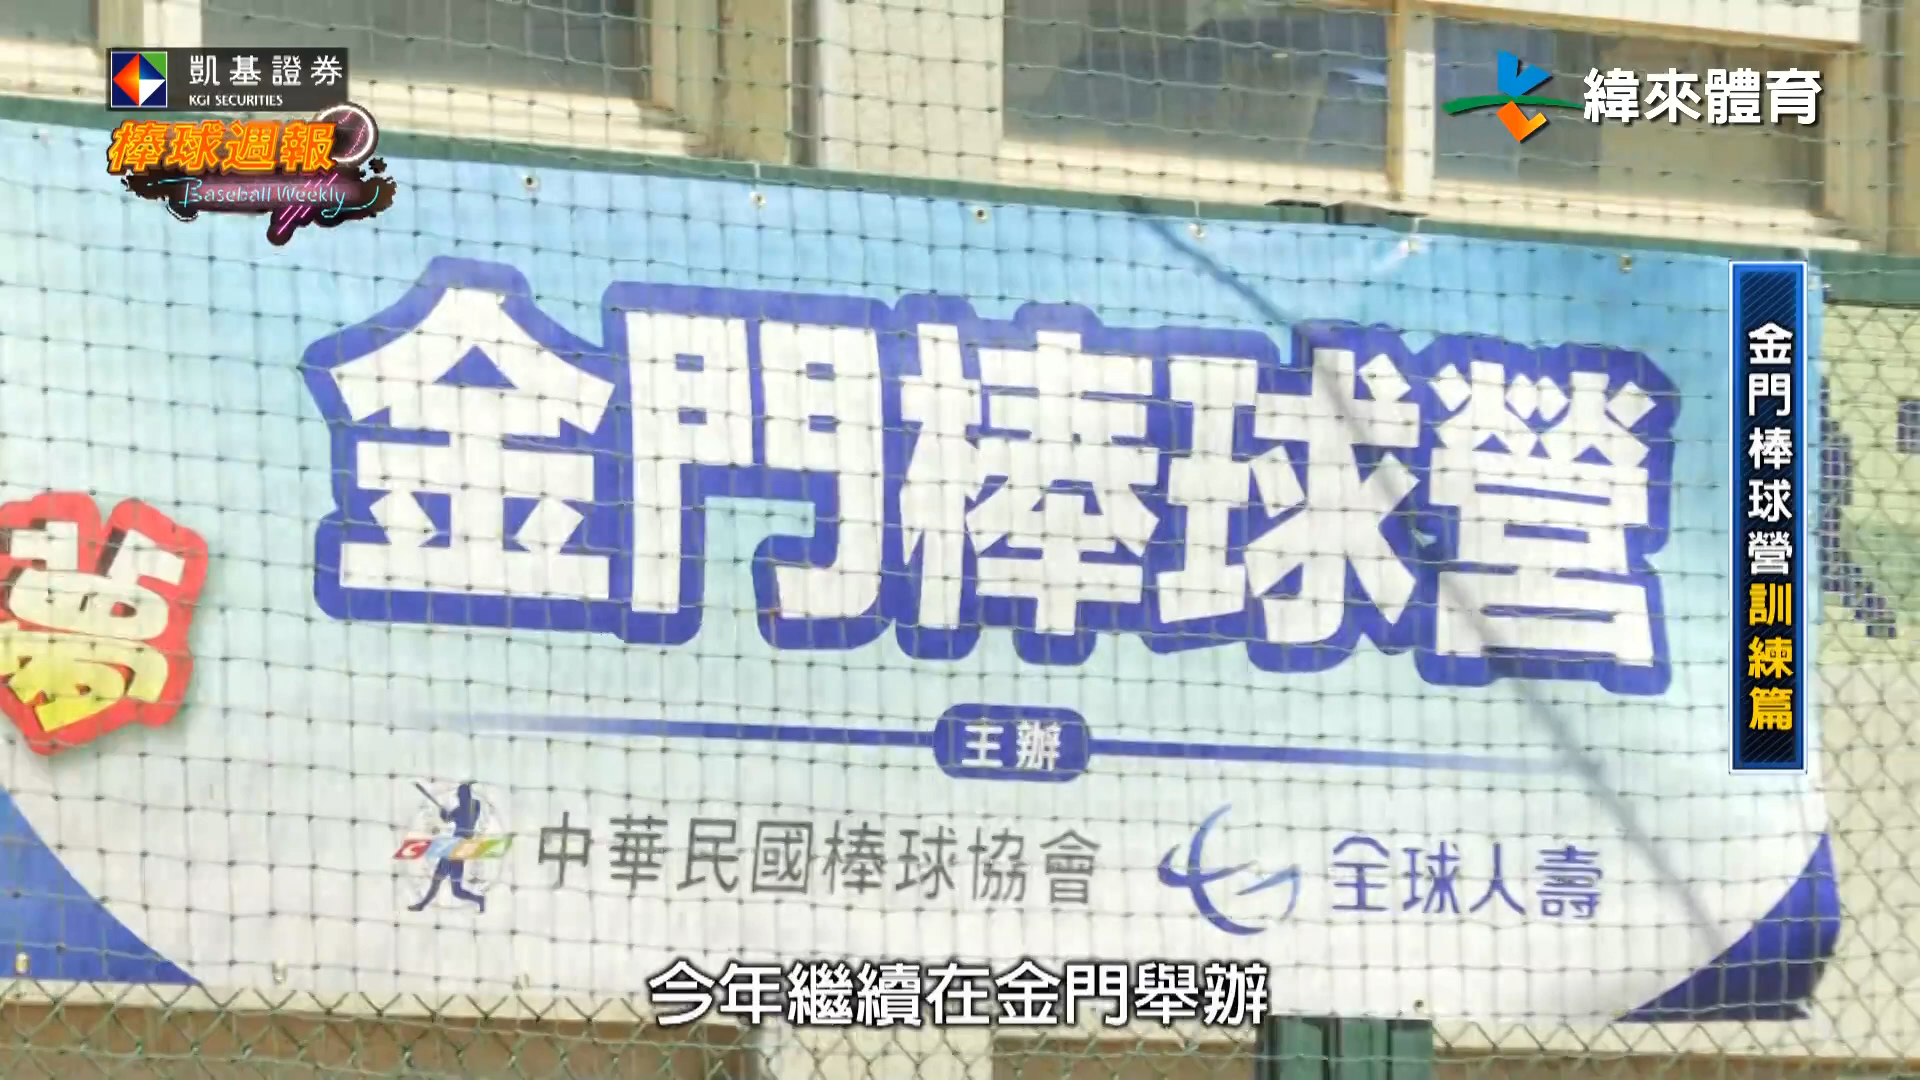 凱基證券
KGI SECURITIES
棒球週報
Baseball Weekly
緯來體育
金門棒球營
夢
主辦
中華民國棒球協會
全球人壽
金門棒球營訓練篇
今年繼續在金門舉辦